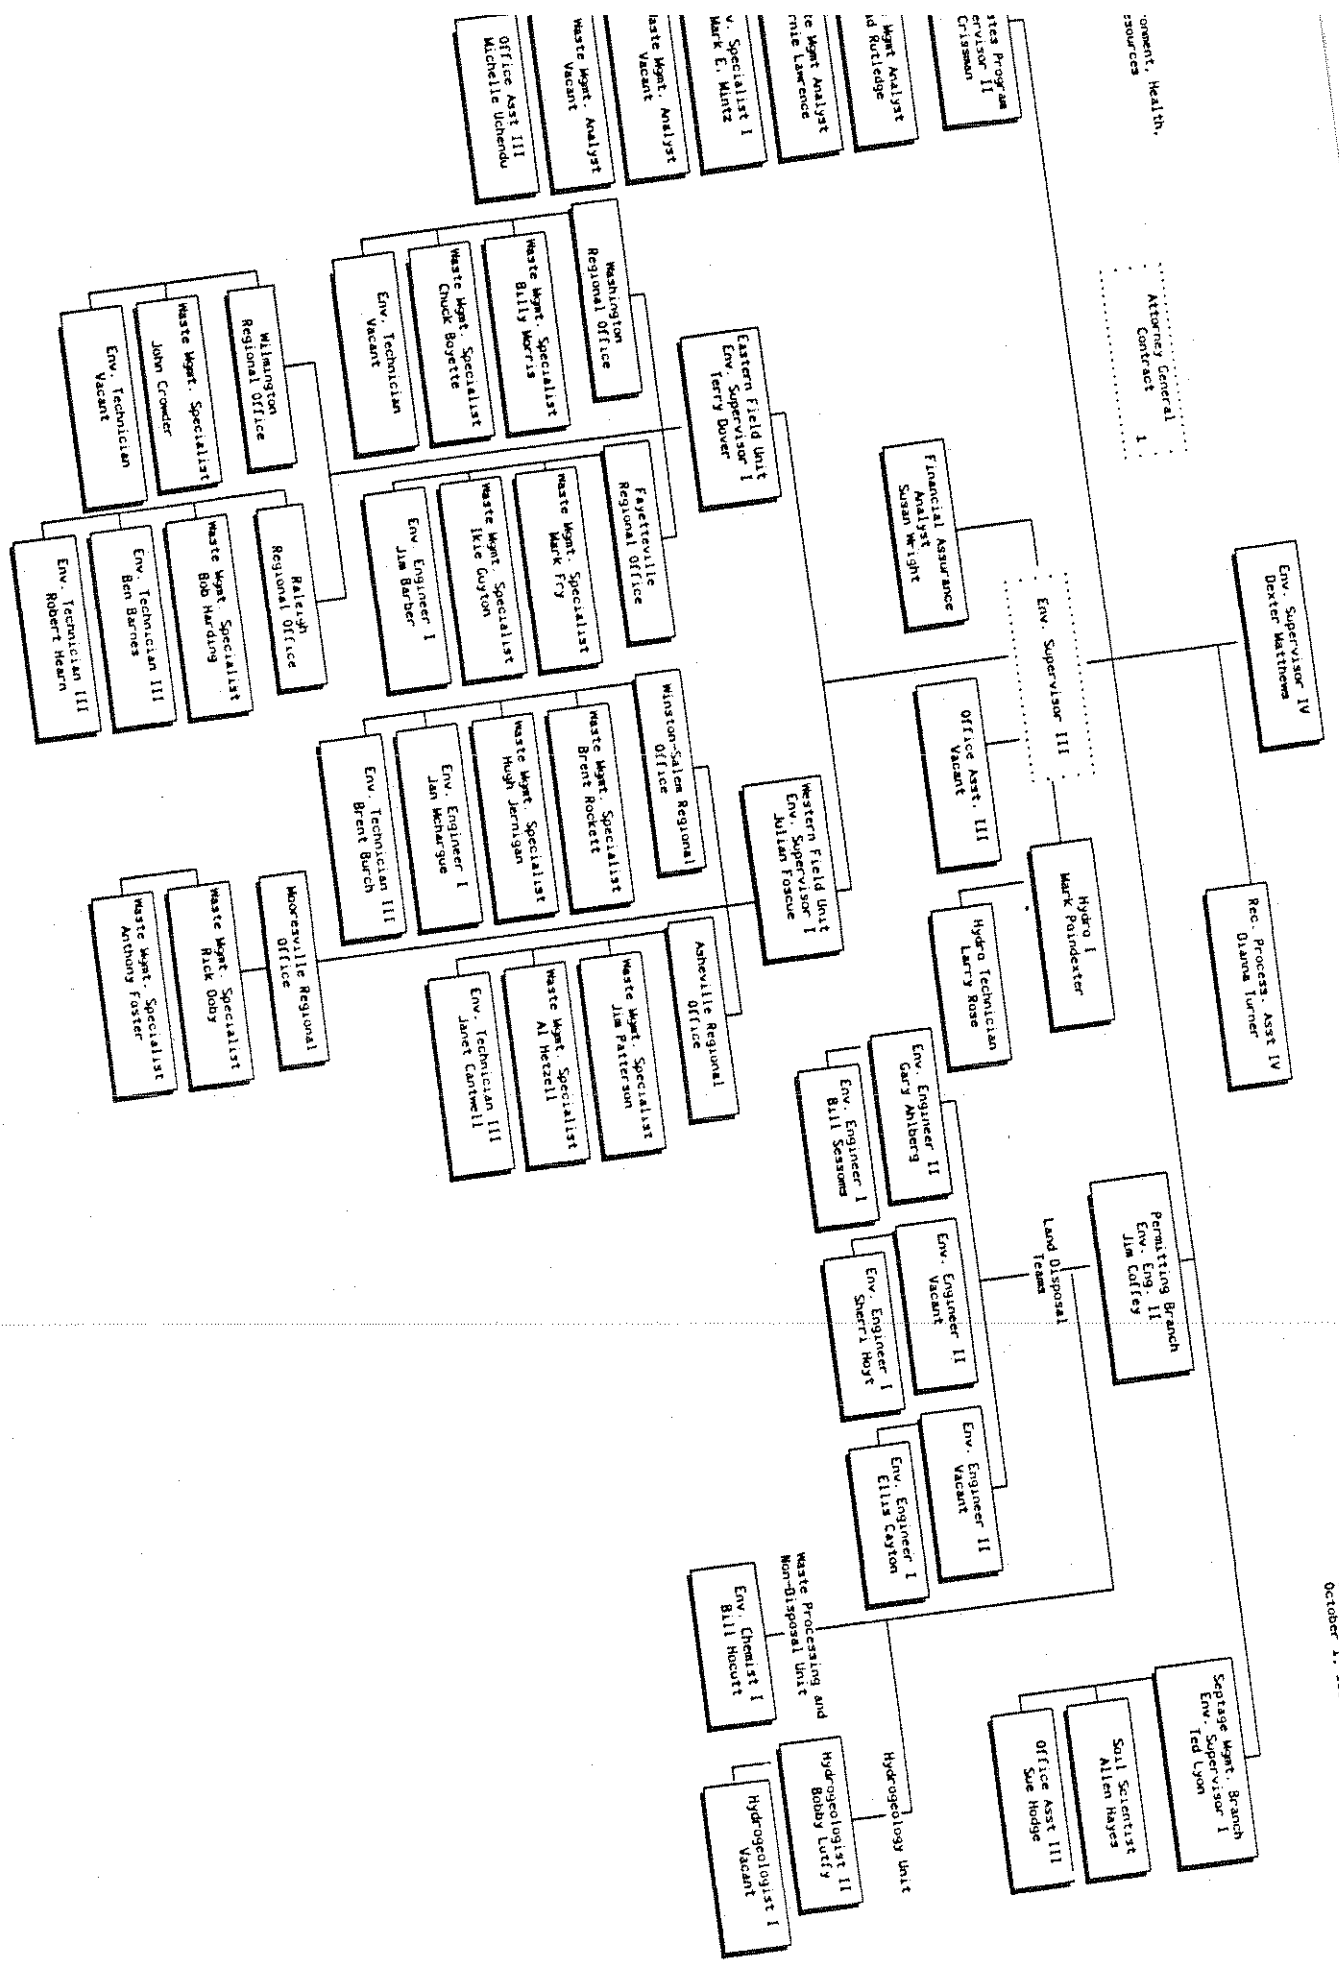 onment, Health,
esources
October 1,
Attorney General
Contract 1
Env. Supervisor IV
Dexter Matthews
Rec. Process. Asst IV
Dianna Turner
stes Program
ervisor II
Crissman
Mgmt Analyst
d Rutledge
te Mgmt Analyst
rnie Lawrence
v. Specialist I
Mark E. Mintz
aste Mgmt. Analyst
Vacant
Waste Mgmt. Analyst
Vacant
Office Asst III
Michelle Uchendu
Env. Supervisor III
Financial Assurance
Analyst
Susan Wright
Office Asst. III
Vacant
Hydro I
Mark Poindexter
Hydro Technician
Larry Rose
Eastern Field Unit
Env. Supervisor I
Terry Dover
Washington
Regional Office
Waste Mgmt. Specialist
Billy Morris
Waste Mgmt. Specialist
Chuck Boyette
Env. Technician
Vacant
Fayetteville
Regional Office
Waste Mgmt. Specialist
Mark Fry
Waste Mgmt. Specialist
Ikie Guyton
Env. Engineer I
Jim Barber
Wilmington
Regional Office
Waste Mgmt. Specialist
John Crowder
Env. Technician
Vacant
Raleigh
Regional Office
Waste Mgmt. Specialist
Bob Harding
Env. Technician III
Ben Barnes
Env. Technician III
Robert Hearn
Western Field Unit
Env. Supervisor I
Julian Foscue
Winston-Salem Regional
Office
Waste Mgmt. Specialist
Brent Rockett
Waste Mgmt. Specialist
Hugh Jernigan
Env. Engineer I
Jan McHargue
Env. Technician III
Brent Burch
Asheville Regional
Office
Waste Mgmt. Specialist
Jim Patterson
Waste Mgmt. Specialist
Al Hetzell
Env. Technician III
Janet Cantwell
Mooresville Regional
Office
Waste Mgmt. Specialist
Rick Doby
Waste Mgmt. Specialist
Anthony Foster
Permitting Branch
Env. Eng. II
Jim Coffey
Land Disposal
Teams
Env. Engineer II
Gary Ahlberg
Env. Engineer I
Bill Sessoms
Env. Engineer II
Vacant
Env. Engineer I
Sherri Hoyt
Env. Engineer II
Vacant
Env. Engineer I
Ellis Cayton
Waste Processing and
Non-Disposal Unit
Env. Chemist I
Bill Hocutt
Hydrogeology Unit
Hydrogeologist II
Bobby Lutfy
Hydrogeologist I
Vacant
Septage Mgmt. Branch
Env. Supervisor I
Ted Lyon
Soil Scientist
Allen Hayes
Office Asst III
Sue Hodge